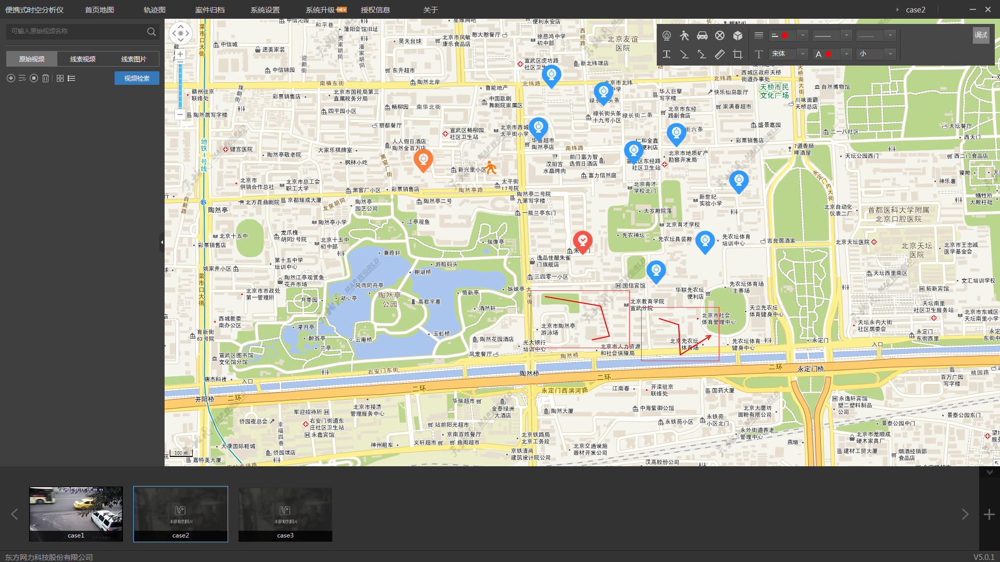 便携式时空分析仪 首页地图 轨迹图 案件归档 系统设置 系统升级 NEW 授权信息 关于 case2
可输入原始视频名称
原始视频 线索视频 线索图片
视频检索
调试
宋体 A 小
北京友谊
医院
徐悲鸿中学
初中部
憨大憨餐厅
便利永安店
星维网吧
中信沁园
和平巷
蒲阳会馆旧址
贾家胡同
潘家胡同
迎新街
吴天台球
北京市凤敏
康乐食品店
西经路
中信城
速美家装
中信锦园
东升超市
陶然北岸
宣武区虎坊路
社区卫生
新北纬饭店
北纬路
北京市北纬
西城区政府天桥
街道办事处
天桥市民
文化广场
自然博物馆
菜市口大街
南横东街
珠朝街
赣州驻京
联络处
彩票销售店
北京市国税局第三
直属税务分局
鲁能地产
中国歌剧
舞剧院家属区
禄长街头条
十九号小区
禄长街二条
华人巨擎
写字楼
快乐仙岛歌厅
川味面霸
天桥总店
天桥南大街
陶然居写字楼
四平园小区
畅柳园
南华北街
北京市东经
路副食店
家满春超市
盛景嘉园
二一八社区
天坛餐厅
西天门
丽都餐厅
宣武区畅柳园
社区卫生站
北京市西城
太平街小学
街六条
地铁4号线
健宫医院
陶然亭敬老院
大家乐棋牌室
人人假日酒店
陶然金百万店
陶然亭店
南纬路
仁和金鑫
便利店
北京市地质矿产
勘察开发局
彩票销售店
7道香肠
啤酒屋
天坛公园西门
西二门食品店
枫林小吃
黑窑厂街
新兴里小区
汉阳宫
水晶烤肉
前门富力智
选假日酒店
社区卫生站
富力信然庭
永定门内大街
寝殿
神乐署
北京市
供销合作总社
北京市总工会
职工大学
黑窑厂小区
彩票销售店
陶然亭路
太平街
17号院
北京育才
学校北门
自新路
北方昆曲剧院
京都瑞成大厦
龙泉胡同
陶然亭
园艺公司
陶然亭二号
陶然亭二号院
九第写字楼
新世纪
实验小学
牺牲所
大殿柱础
陶然亭
一瓶兰亭东门
太岁殿院落
北京自动化
仪表二厂
首都医科大学附属
北京口腔医院
陶然亭小学
江亭观鱼
北京育才学校
北京十五中
龙爪槐
胡同2号院
北京十五中
初中部
瑞像亭
先农神坛
先农坛具装殿
先农坛体育
培训中心
吉良居酒家
北京天坛医院
北京天坛
医院
北京市王忠诚
医学基金会
彩票销售店
第十五中学
培训中心
蒹葭轩
游船码头
逸品佳酿朱雀
门旗舰店
姚家井小区
陶然江亭观赏鱼
花卉市场
榭湖桥
三四零一小区
天坛西里南区
文汇培训学校
北京市市政处
第一管理所
风雨同舟亭
陶然亭
公园
姊妹亭
倚新亭
太平街
国信宾馆
华联先农坛
便利店
先农坛体育场
-主赛场
拓新宾馆
月季园
湖心亭
高君宇墓
洒然轩
北京教育学院
宣武分院
天立先农坛
体育健身中心
天坛南里
社区卫生服务站
北京市东城区
天坛南里小学
西城教委
南办公区
浸月亭
玉虹桥
北京市陶然亭
游泳场
北京市社会
体育管理中心
天坛永内大街
社区居委会
育新街
63号院
醉翁亭
云庵桥
兰亭
陶然花园酒店
光大银行
培训中心
北京市人力资源
和社会保障局
北京先农坛
体育场
先农坛体育
健身中心
永定门
永定门
东街西里
入口
宣武区图书馆
文化馆分馆
凤龙餐厅
陶然桥
唐杰科技
入口
右安门东街
陶然桥
二环
二环
永定门桥
桃园路
百万广园
写字楼
开阳桥
二环
二环
永定门西滨河路
江南春
开滦驻京
联络处
国药大厦
北京市接济
管理服务中心
华瑞超市
金泰绿洲
大酒店
陶然大厦
中海紫御公馆
北京大磨坊
面粉有限公司
永逸轩宾馆
塑二塑料制品
公司
军迎招待所
侨园夜总会
右安门街道东
庄社区卫生站
永鑫宾馆
幸福四巷
站前阳光超市
京南百姓餐厅
永铁苑小区
永铁苑
小区北门
景泰公园中门
景泰公园东门
大康国际鞋城
神州租车
义轩超市
曲周超市
北京铁路局
北京工务段
北京交通设施
器材开发公司
永外街道养老
管理中心
燕墩
北京市龙顺成
硬木家具厂
侨园饭店
京铁清尚
建筑设计院公司
汉高股份公司
建材工贸大厦
烟酒经销部
食品店
嘉特美大厦
100 米
2012-01-19 10:00:01
case1
未获取到图片
case2
未获取到图片
case3
东方网力科技股份有限公司 V5.0.1